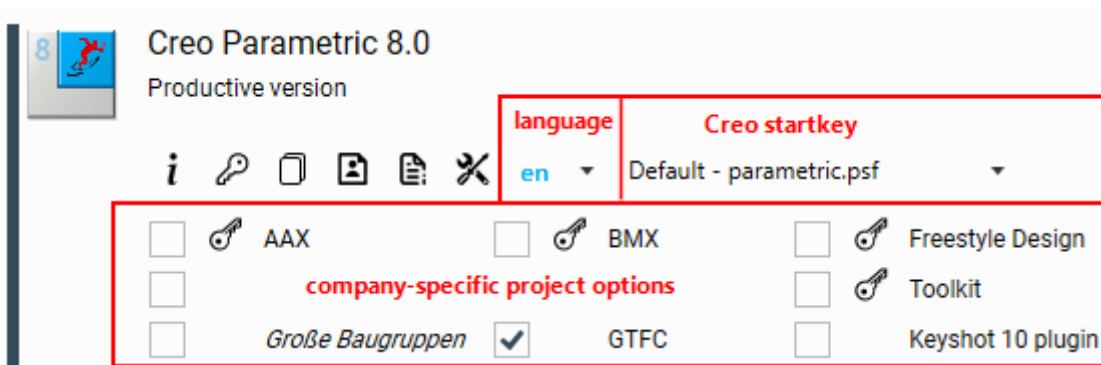 8
Creo Parametric 8.0
Productive version
language
Creo startkey
en
Default - parametric.psf
AAX
BMX
Freestyle Design
company-specific project options
Toolkit
Große Baugruppen
GTFC
Keyshot 10 plugin